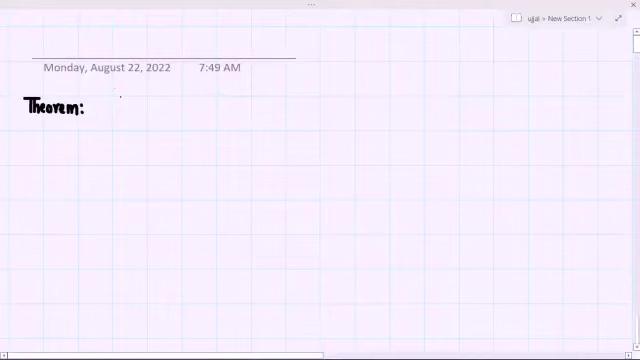 ujjal > New Section 1
Monday, August 22, 2022 7:49 AM
Theorem: